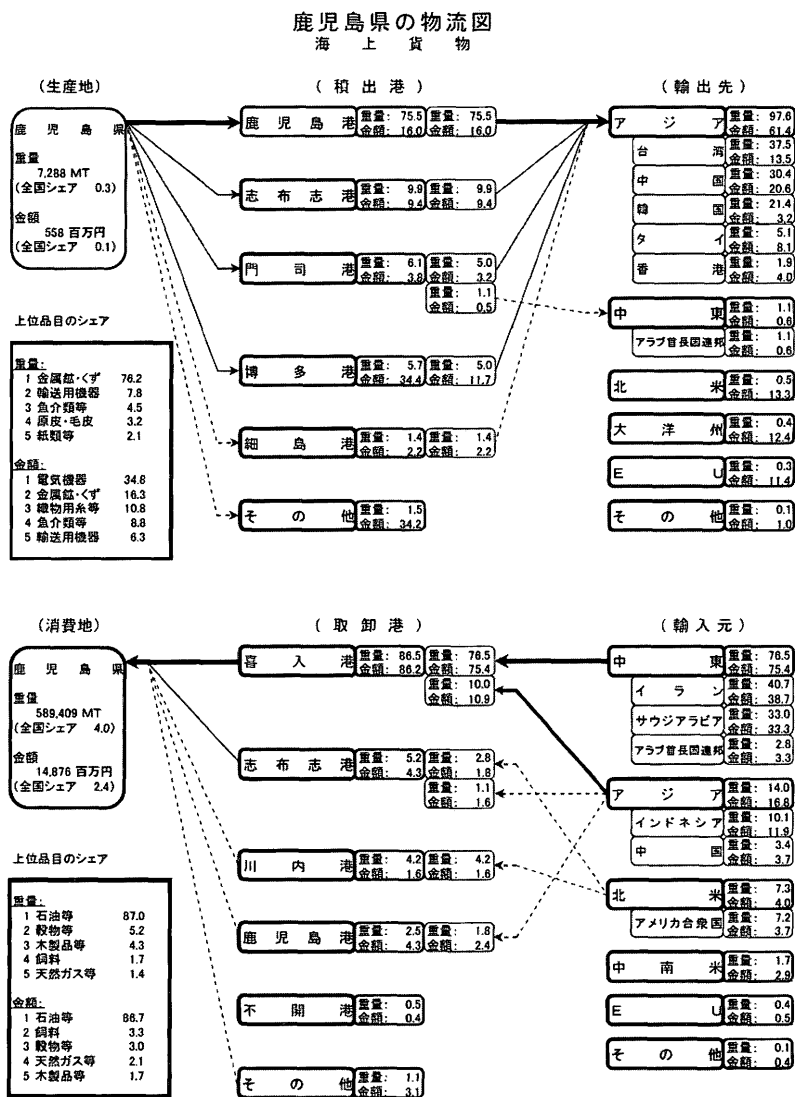 鹿児島県の物流図
海上貨物
(生産地)
(積出港)
(輸出先)
鹿児島県
重量
7,288 MT
(全国シェア 0.3)
金額
558 百万円
(全国シェア 0.1)
鹿児島港 重量: 75.5 重量: 75.5
金額: 16.0 金額: 16.0
志布志港 重量: 9.9 重量: 9.9
金額: 9.4 金額: 9.4
門司港 重量: 6.1 重量: 5.0
金額: 3.8 金額: 3.2
重量: 1.1
金額: 0.5
博多港 重量: 5.7 重量: 5.0
金額: 34.4 金額: 11.7
細島港 重量: 1.4 重量: 1.4
金額: 2.2 金額: 2.2
その他 重量: 1.5
金額: 34.2
アジア 重量: 97.6
金額: 61.4
台湾 重量: 37.5
金額: 13.5
中国 重量: 30.4
金額: 20.6
韓国 重量: 21.4
金額: 3.2
タイ 重量: 5.1
金額: 8.1
香港 重量: 1.9
金額: 4.0
中東 重量: 1.1
金額: 0.6
アラブ首長国連邦 重量: 1.1
金額: 0.6
北米 重量: 0.5
金額: 13.3
大洋州 重量: 0.4
金額: 12.4
EU 重量: 0.3
金額: 11.4
その他 重量: 0.1
金額: 1.0
上位品目のシェア
重量:
1 金属鉱・くず 76.2
2 輸送用機器 7.8
3 魚介類等 4.5
4 原皮・毛皮 3.2
5 紙類等 2.1
金額:
1 電気機器 34.8
2 金属鉱・くず 16.3
3 織物用糸等 10.8
4 魚介類等 8.8
5 輸送用機器 6.3
(消費地)
(取卸港)
(輸入元)
鹿児島県
重量
589,409 MT
(全国シェア 4.0)
金額
14,876 百万円
(全国シェア 2.4)
喜入港 重量: 86.5 重量: 76.5
金額: 86.2 金額: 75.4
重量: 10.0
金額: 10.9
志布志港 重量: 5.2 重量: 2.8
金額: 4.3 金額: 1.8
重量: 1.1
金額: 1.6
川内港 重量: 4.2 重量: 4.2
金額: 1.6 金額: 1.6
鹿児島港 重量: 2.5 重量: 1.8
金額: 4.3 金額: 2.4
不開港 重量: 0.5
金額: 0.4
その他 重量: 1.1
金額: 3.1
中東 重量: 76.5
金額: 75.4
イラン 重量: 40.7
金額: 38.7
サウジアラビア 重量: 33.0
金額: 33.3
アラブ首長国連邦 重量: 2.8
金額: 3.3
アジア 重量: 14.0
金額: 16.8
インドネシア 重量: 10.1
金額: 11.9
中国 重量: 3.4
金額: 3.7
北米 重量: 7.3
金額: 4.0
アメリカ合衆国 重量: 7.2
金額: 3.7
中南米 重量: 1.7
金額: 2.9
EU 重量: 0.4
金額: 0.5
その他 重量: 0.1
金額: 0.4
上位品目のシェア
重量:
1 石油等 87.0
2 穀物等 5.2
3 木製品等 4.3
4 飼料 1.7
5 天然ガス等 1.4
金額:
1 石油等 86.7
2 飼料 3.3
3 穀物等 3.0
4 天然ガス等 2.1
5 木製品等 1.7